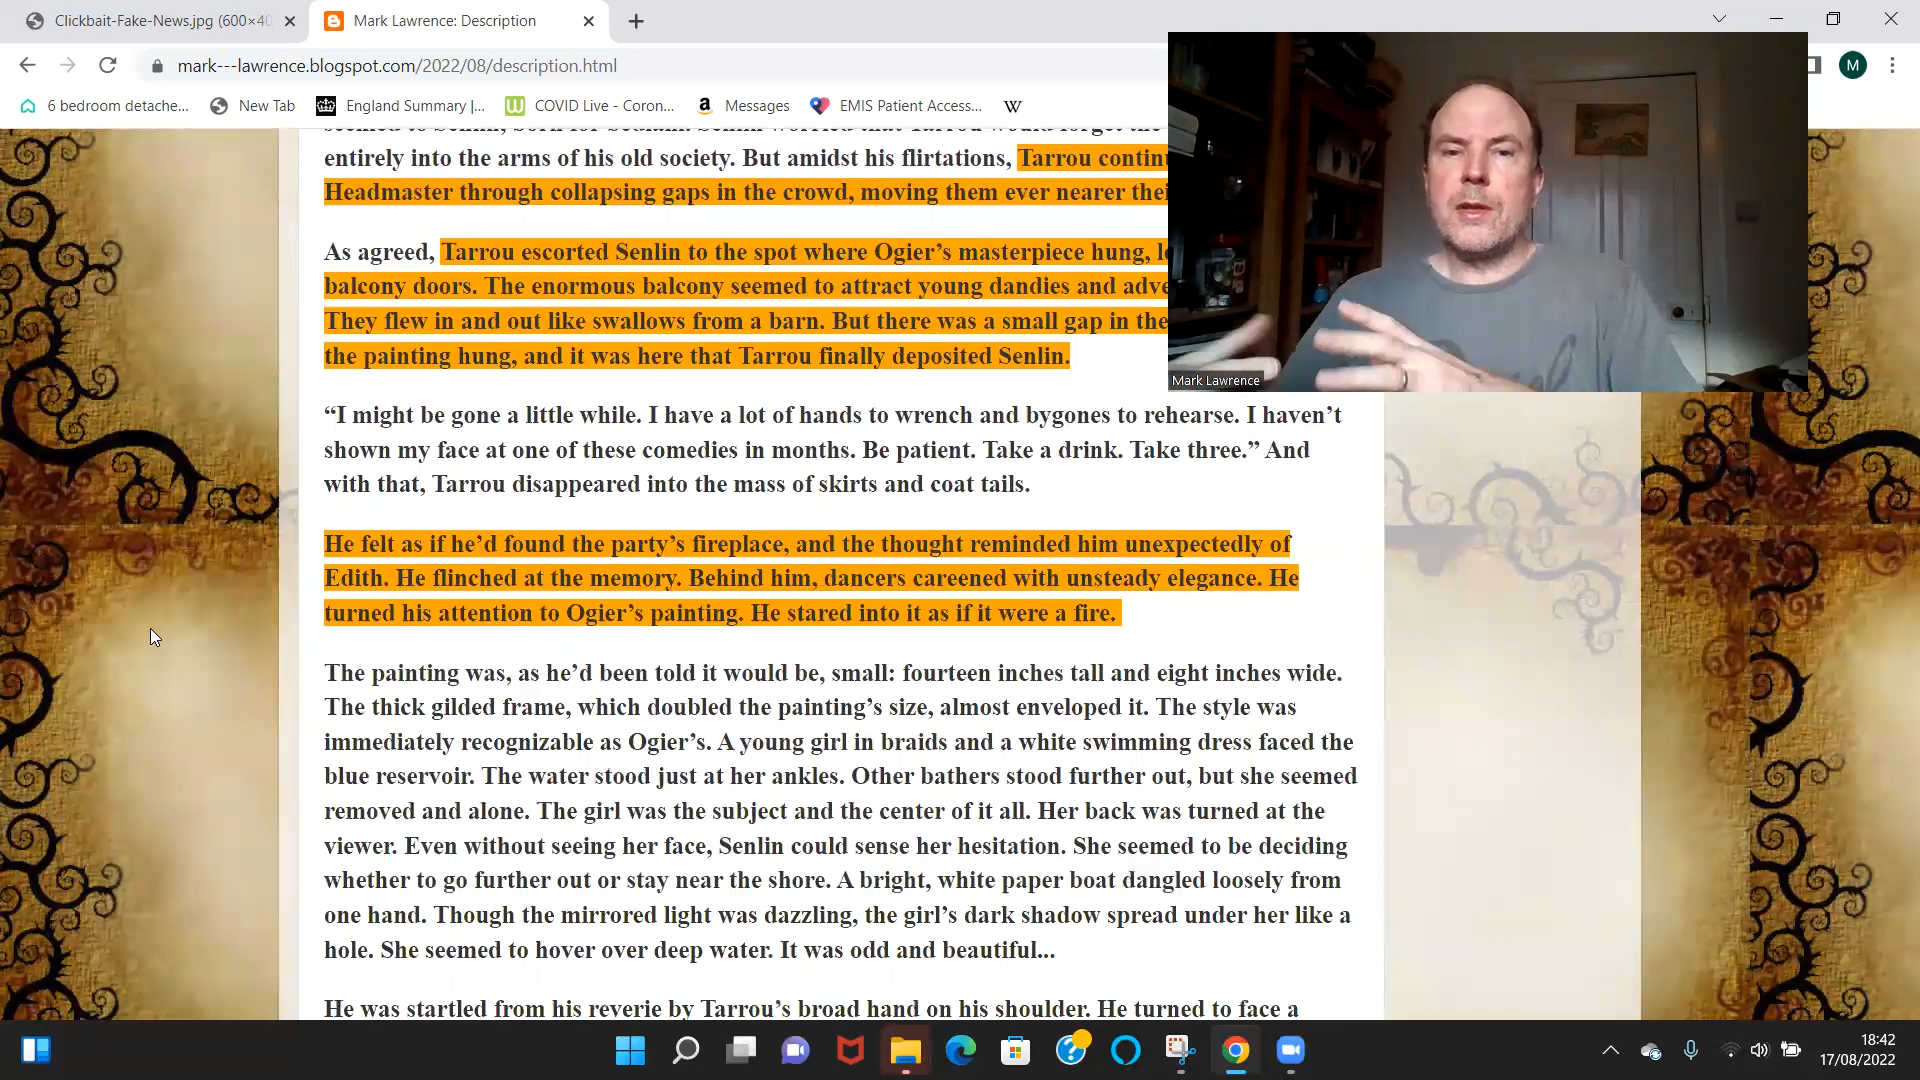 Clickbait-Fake-News.jpg (600×40
Mark Lawrence: Description
mark---lawrence.blogspot.com/2022/08/description.html
M
6 bedroom detache...
New Tab
England Summary |...
COVID Live - Coron...
Messages
EMIS Patient Access...
W
entirely into the arms of his old society. But amidst his flirtations, Tarrou continu
Headmaster through collapsing gaps in the crowd, moving them ever nearer thei
As agreed, Tarrou escorted Senlin to the spot where Ogier’s masterpiece hung, l
balcony doors. The enormous balcony seemed to attract young dandies and adve
They flew in and out like swallows from a barn. But there was a small gap in the
the painting hung, and it was here that Tarrou finally deposited Senlin.
Mark Lawrence
“I might be gone a little while. I have a lot of hands to wrench and bygones to rehearse. I haven’t
shown my face at one of these comedies in months. Be patient. Take a drink. Take three.” And
with that, Tarrou disappeared into the mass of skirts and coat tails.
He felt as if he’d found the party’s fireplace, and the thought reminded him unexpectedly of
Edith. He flinched at the memory. Behind him, dancers careened with unsteady elegance. He
turned his attention to Ogier’s painting. He stared into it as if it were a fire.
The painting was, as he’d been told it would be, small: fourteen inches tall and eight inches wide.
The thick gilded frame, which doubled the painting’s size, almost enveloped it. The style was
immediately recognizable as Ogier’s. A young girl in braids and a white swimming dress faced the
blue reservoir. The water stood just at her ankles. Other bathers stood further out, but she seemed
removed and alone. The girl was the subject and the center of it all. Her back was turned at the
viewer. Even without seeing her face, Senlin could sense her hesitation. She seemed to be deciding
whether to go further out or stay near the shore. A bright, white paper boat dangled loosely from
one hand. Though the mirrored light was dazzling, the girl’s dark shadow spread under her like a
hole. She seemed to hover over deep water. It was odd and beautiful...
He was startled from his reverie by Tarrou’s broad hand on his shoulder. He turned to face a
18:42
17/08/2022